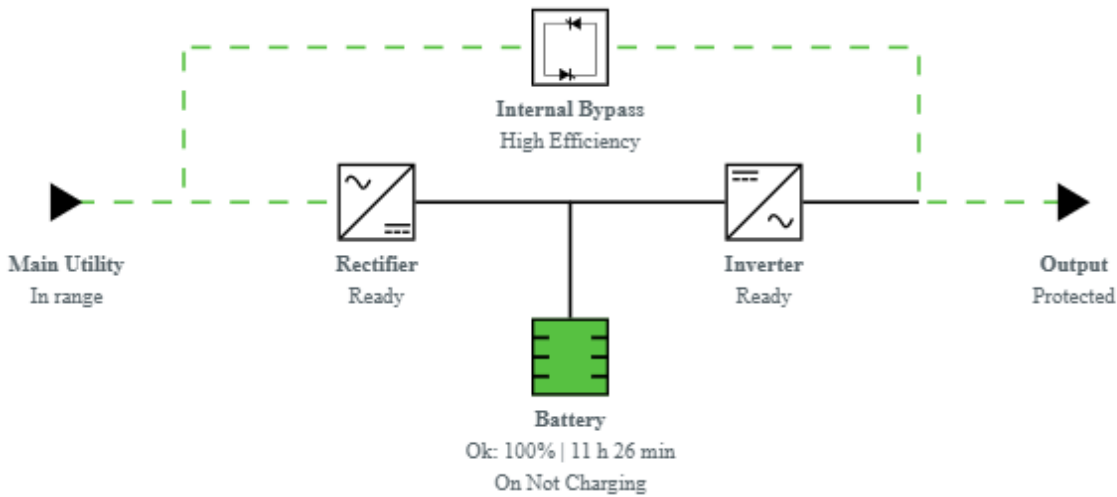 Internal Bypass
High Efficiency
Main Utility
In range
Rectifier
Ready
Inverter
Ready
Output
Protected
Battery
Ok: 100% | 11 h 26 min
On Not Charging